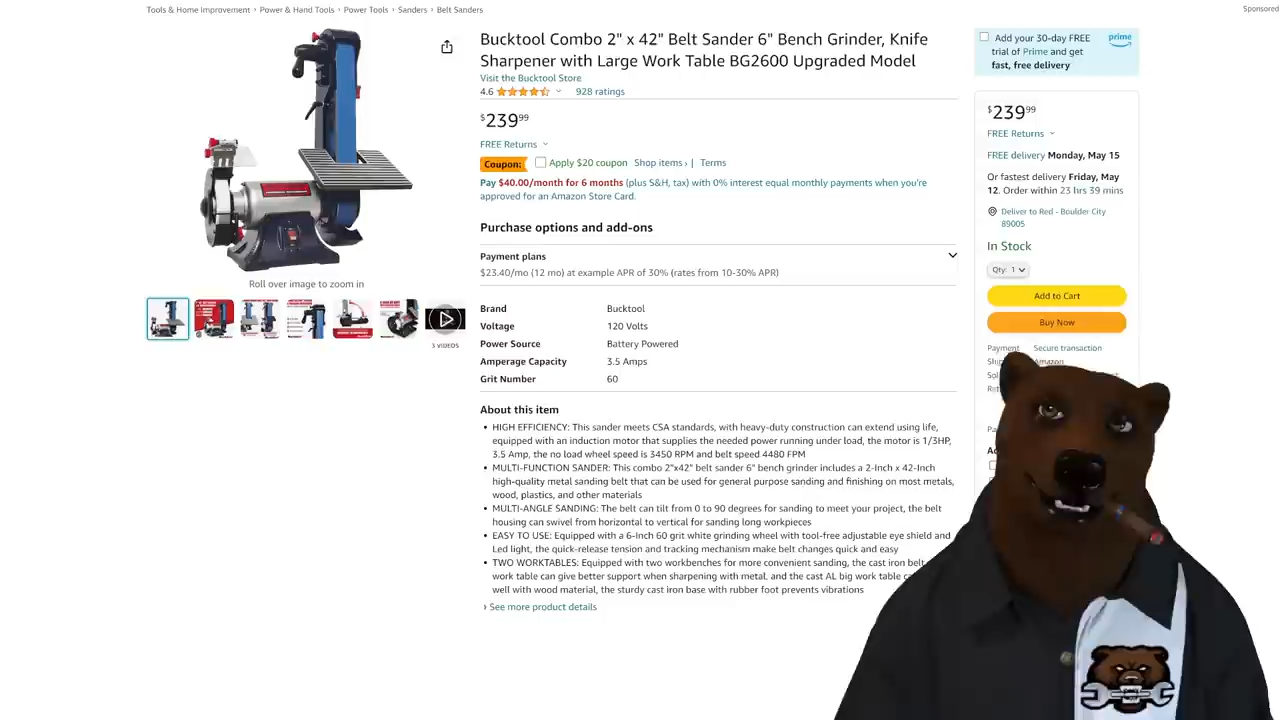 Tools & Home Improvement › Power & Hand Tools › Power Tools › Sanders › Belt Sanders
Sponsored
Bucktool Combo 2" x 42" Belt Sander 6" Bench Grinder, Knife
Sharpener with Large Work Table BG2600 Upgraded Model
Visit the Bucktool Store
4.6
928 ratings
$239 99
FREE Returns
Coupon: Apply $20 coupon Shop items › | Terms
Pay $40.00/month for 6 months (plus S&H, tax) with 0% interest equal monthly payments when you're
approved for an Amazon Store Card.
Purchase options and add-ons
Payment plans
$23.40/mo (12 mo) at example APR of 30% (rates from 10-30% APR)
Brand Bucktool
Voltage 120 Volts
Power Source Battery Powered
Amperage Capacity 3.5 Amps
Grit Number 60
About this item
• HIGH EFFICIENCY: This sander meets CSA standards, with heavy-duty construction can extend using life,
equipped with an induction motor that supplies the needed power running under load, the motor is 1/3HP,
3.5 Amp, the no load wheel speed is 3450 RPM and belt speed 4480 FPM
• MULTI-FUNCTION SANDER: This combo 2"x42" belt sander 6" bench grinder includes a 2-Inch x 42-Inch
high-quality metal sanding belt that can be used for general purpose sanding and finishing on most metals,
wood, plastics, and other materials
• MULTI-ANGLE SANDING: The belt can tilt from 0 to 90 degrees for sanding to meet your project, the belt
housing can swivel from horizontal to vertical for sanding long workpieces
• EASY TO USE: Equipped with a 6-Inch 60 grit white grinding wheel with tool-free adjustable eye shield and
Led light, the quick-release tension and tracking mechanism make belt changes quick and easy
• TWO WORKTABLES: Equipped with two workbenches for more convenient sanding, the cast iron belt
work table can give better support when sharpening with metal, and the cast AL big work table
well with wood material, the sturdy cast iron base with rubber foot prevents vibrations
› See more product details
Roll over image to zoom in
3 VIDEOS
Add your 30-day FREE
trial of Prime and get
fast, free delivery
prime
$239 99
FREE Returns
FREE delivery Monday, May 15
Or fastest delivery Friday, May
12. Order within 23 hrs 39 mins
Deliver to Red - Boulder City
89005
In Stock
Qty: 1
Add to Cart
Buy Now
Payment Secure transaction
Amazon